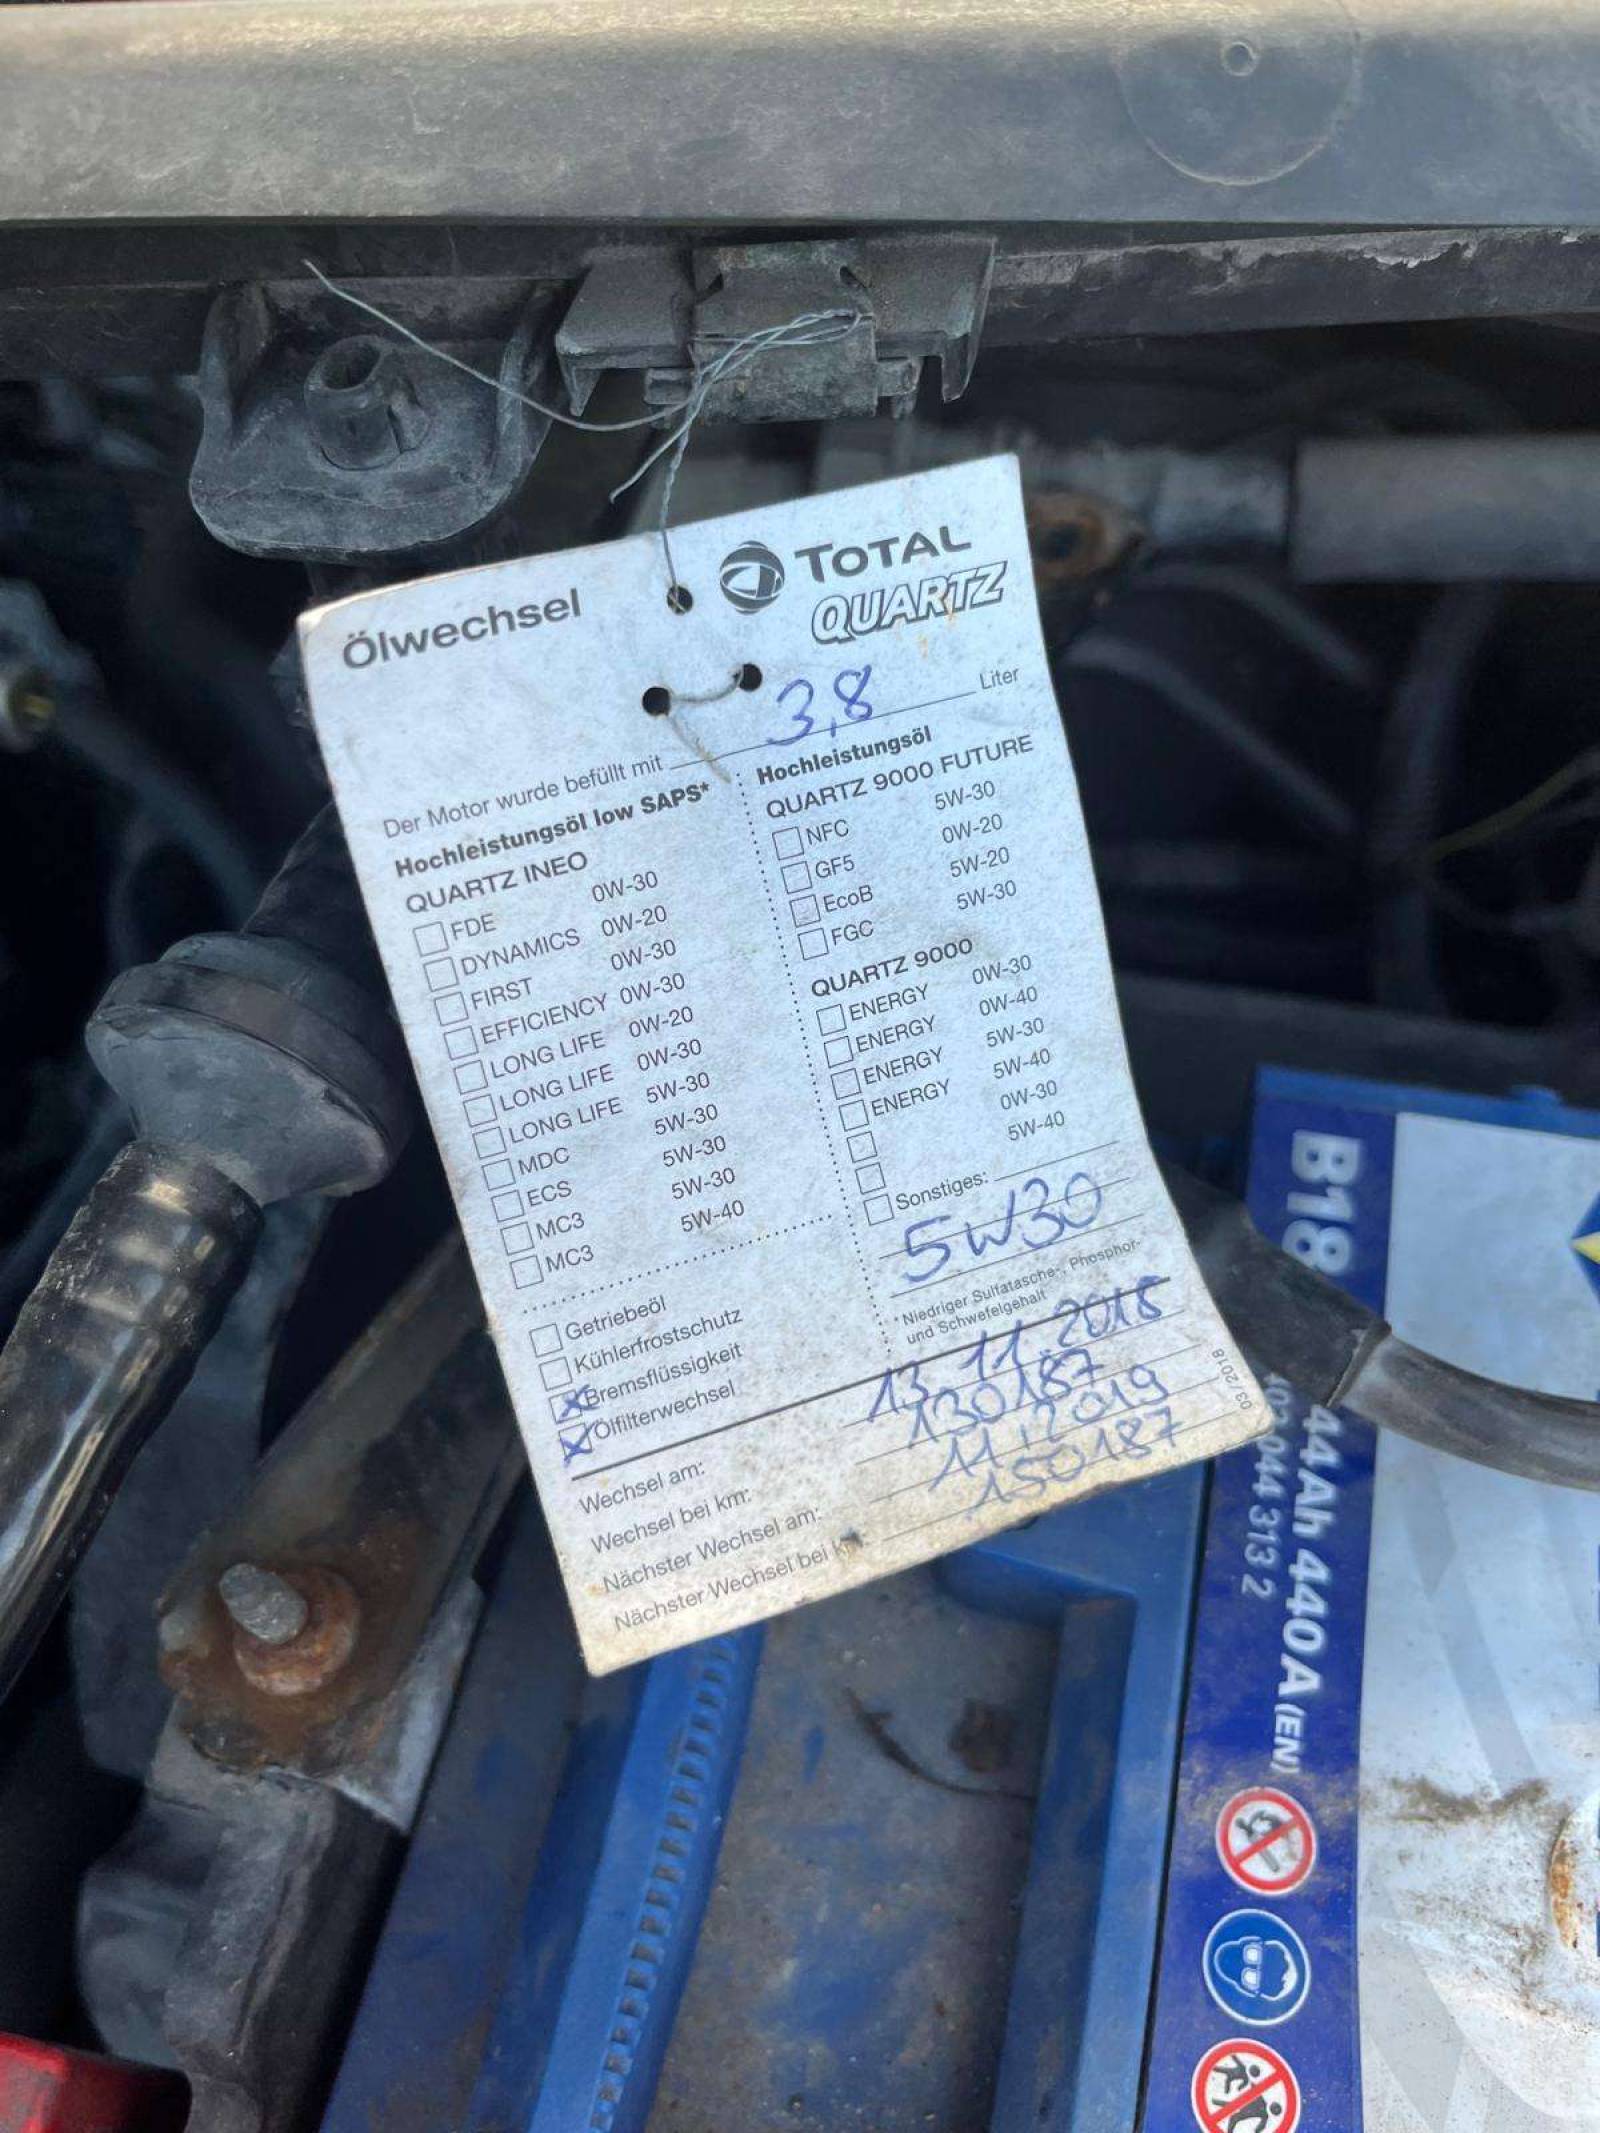 Ölwechsel
TOTAL
QUARTZ
Der Motor wurde befüllt mit 3,8 Liter
Hochleistungsöl low SAPS*
QUARTZ INEO
FDE 0W-30
DYNAMICS 0W-20
FIRST 0W-30
EFFICIENCY 0W-30
LONG LIFE 0W-20
LONG LIFE 0W-30
LONG LIFE 5W-30
MDC 5W-30
ECS 5W-30
MC3 5W-30
MC3 5W-40
Hochleistungsöl
QUARTZ 9000 FUTURE
NFC 5W-30
GF5 0W-20
EcoB 5W-20
FGC 5W-30
QUARTZ 9000
ENERGY 0W-30
ENERGY 0W-40
ENERGY 5W-30
ENERGY 5W-40
0W-30
5W-40
Sonstiges:
5W30
* Niedriger Sulfatasche-, Phosphor-
und Schwefelgehalt
Getriebeöl
Kühlerfrostschutz
Bremsflüssigkeit
Ölfilterwechsel
Wechsel am: 13.11.2018
Wechsel bei km: 130187
Nächster Wechsel am: 11.2019
Nächster Wechsel bei km: 150187
03/2018
B18
44Ah 440A (EN)
044 313 2